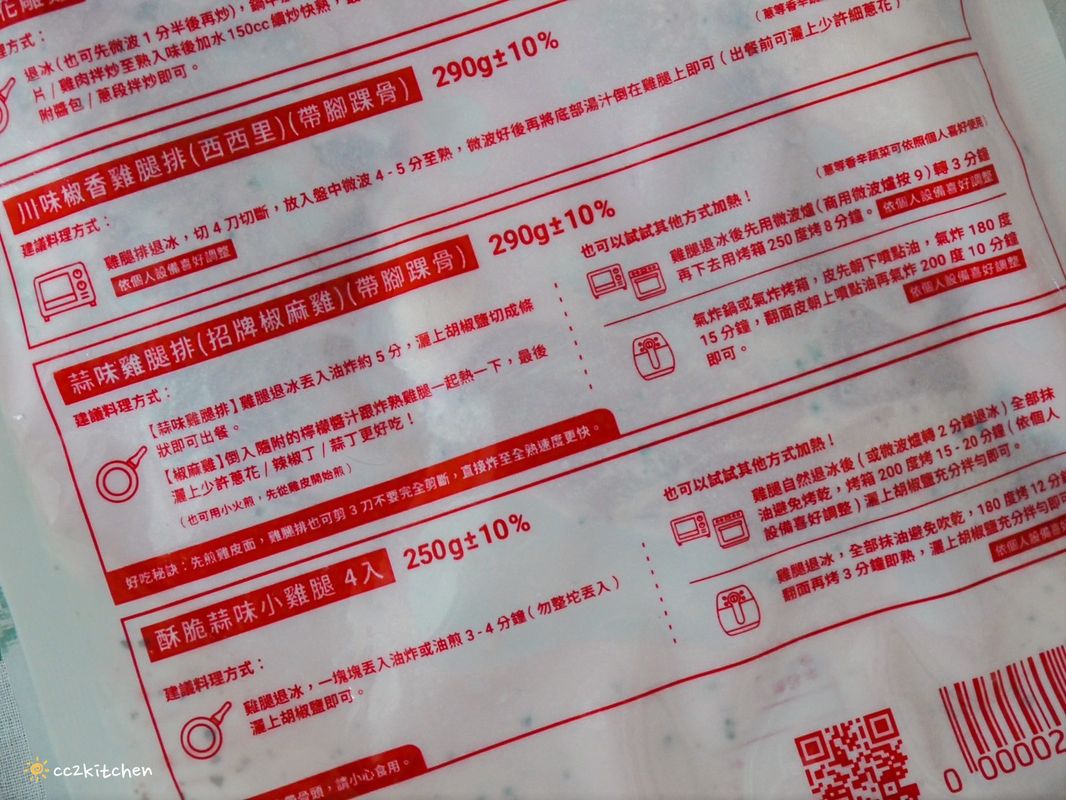 退冰(也可先微波1分半後再炒),
片/雞肉拌炒至熟入味後加水150cc續炒快熟,
附醬包/蔥段拌炒即可。
川味椒香雞腿排(西西里)(帶腳踝骨) 290g±10%
建議料理方式:
雞腿排退冰,切4刀切斷,放入盤中微波4-5分至熟,微波好後再將底部湯汁倒在雞腿上即可(出餐前可灑上少許細蔥花)
依個人設備喜好調整
蒜味雞腿排(招牌椒麻雞)(帶腳踝骨) 290g±10%
(蔥等香辛蔬菜可依照個人喜好使用)
建議料理方式:
【蒜味雞腿排】雞腿退冰丟入油炸約5分,灑上胡椒鹽切成條
狀即可出餐。
【椒麻雞】倒入隨附的檸檬醬汁跟炸熟雞腿一起熱一下,最後
灑上少許蔥花/辣椒丁/蒜丁更好吃!
(也可用小火煎,先從雞皮開始煎)
也可以試試其他方式加熱!
雞腿退冰後先用微波爐(商用微波爐按9)轉3分鐘
再下去用烤箱250度烤8分鐘。
依個人設備喜好調整
氣炸鍋或氣炸烤箱,皮先朝下噴點油,氣炸180度
15分鐘,翻面皮朝上噴點油再氣炸200度10分鐘
即可。
依個人設備喜好調整
好吃秘訣:先煎雞皮面,雞腿排也可剪3刀不要完全剪斷,直接炸至全熟速度更快。
酥脆蒜味小雞腿 4入 250g±10%
建議料理方式:
雞腿退冰,一塊塊丟入油炸或油煎3-4分鐘(勿整坨丟入)
灑上胡椒鹽即可。
也可以試試其他方式加熱!
雞腿自然退冰後(或微波爐轉2分鐘退冰)全部抹
油避免烤乾,烤箱200度烤15-20分鐘(依個人
設備喜好調整)灑上胡椒鹽充分拌勻即可。
雞腿退冰,全部抹油避免吹乾,180度烤12分鐘
翻面再烤3分鐘即熟,灑上胡椒鹽充分拌勻即可
依個人設備喜好
骨頭,請小心食用。
0 00002
cc2kitchen